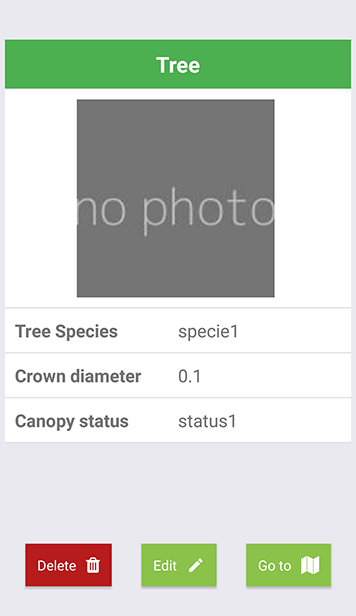 Tree
no photo
Tree Species specie1
Crown diameter 0.1
Canopy status status1
Delete Edit Go to